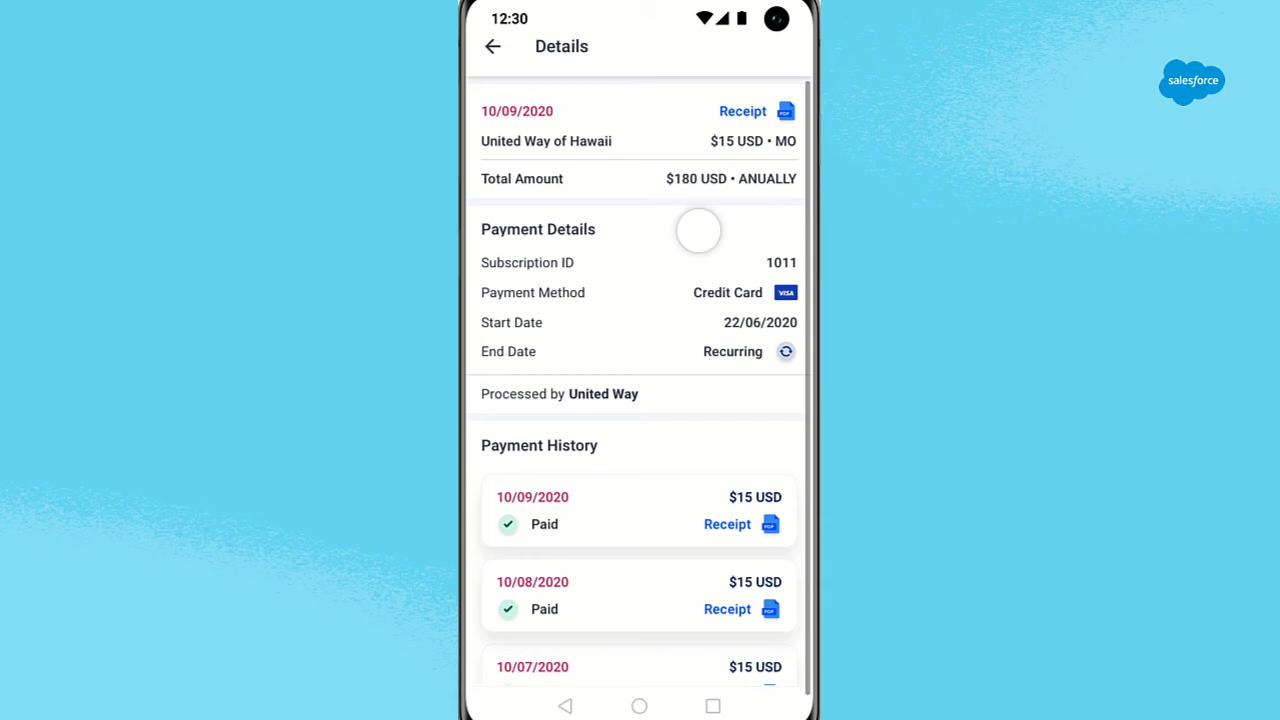 12:30
Details
salesforce
10/09/2020 Receipt PDF
United Way of Hawaii $15 USD • MO
Total Amount $180 USD • ANUALLY
Payment Details
Subscription ID 1011
Payment Method Credit Card VISA
Start Date 22/06/2020
End Date Recurring
Processed by United Way
Payment History
10/09/2020 $15 USD
Paid Receipt PDF
10/08/2020 $15 USD
Paid Receipt PDF
10/07/2020 $15 USD